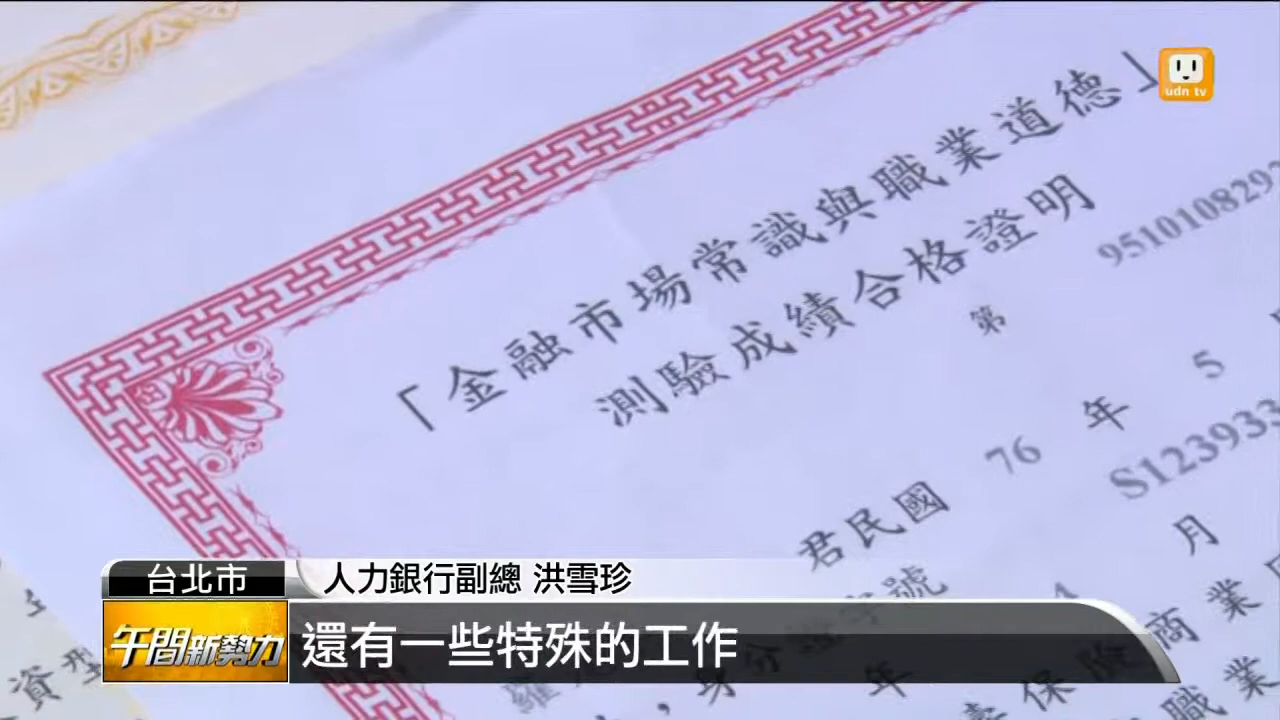 udn tv
「金融市場常識與職業道德」
測驗成績合格證明
第
95101082
君民國 76 年 5
S123933
月
台北市
人力銀行副總 洪雪珍
午間新勢力
還有一些特殊的工作